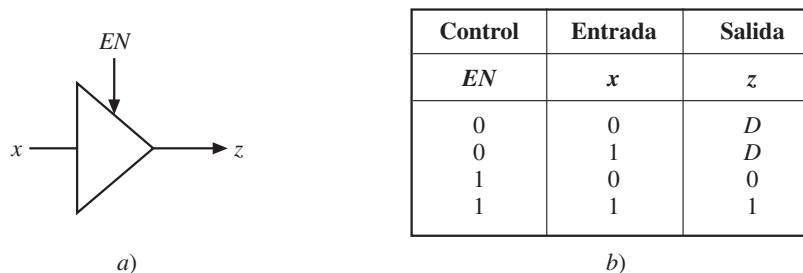 EN
x
z
a)
Control Entrada Salida
EN x z
0 0 D
0 1 D
1 0 0
1 1 1
b)